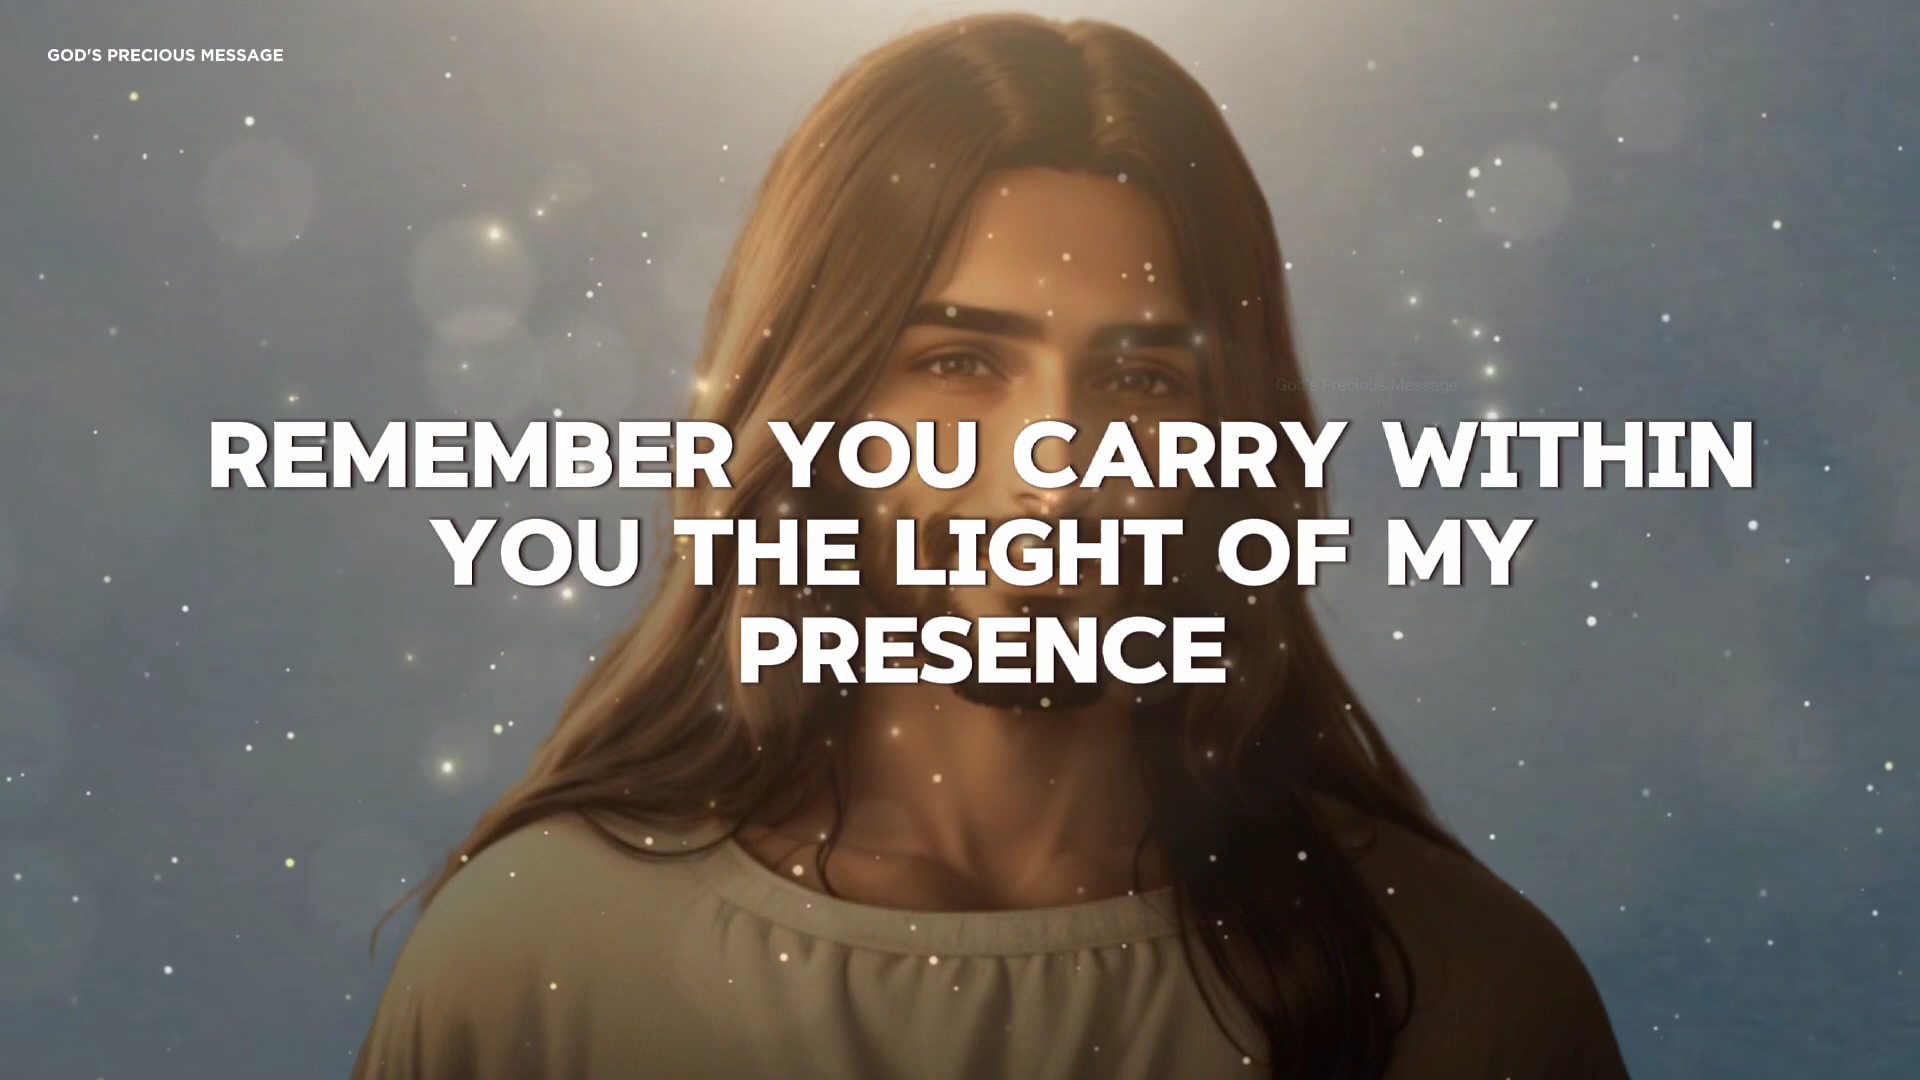 GOD'S PRECIOUS MESSAGE
God's Precious Message
REMEMBER YOU CARRY WITHIN
YOU THE LIGHT OF MY
PRESENCE